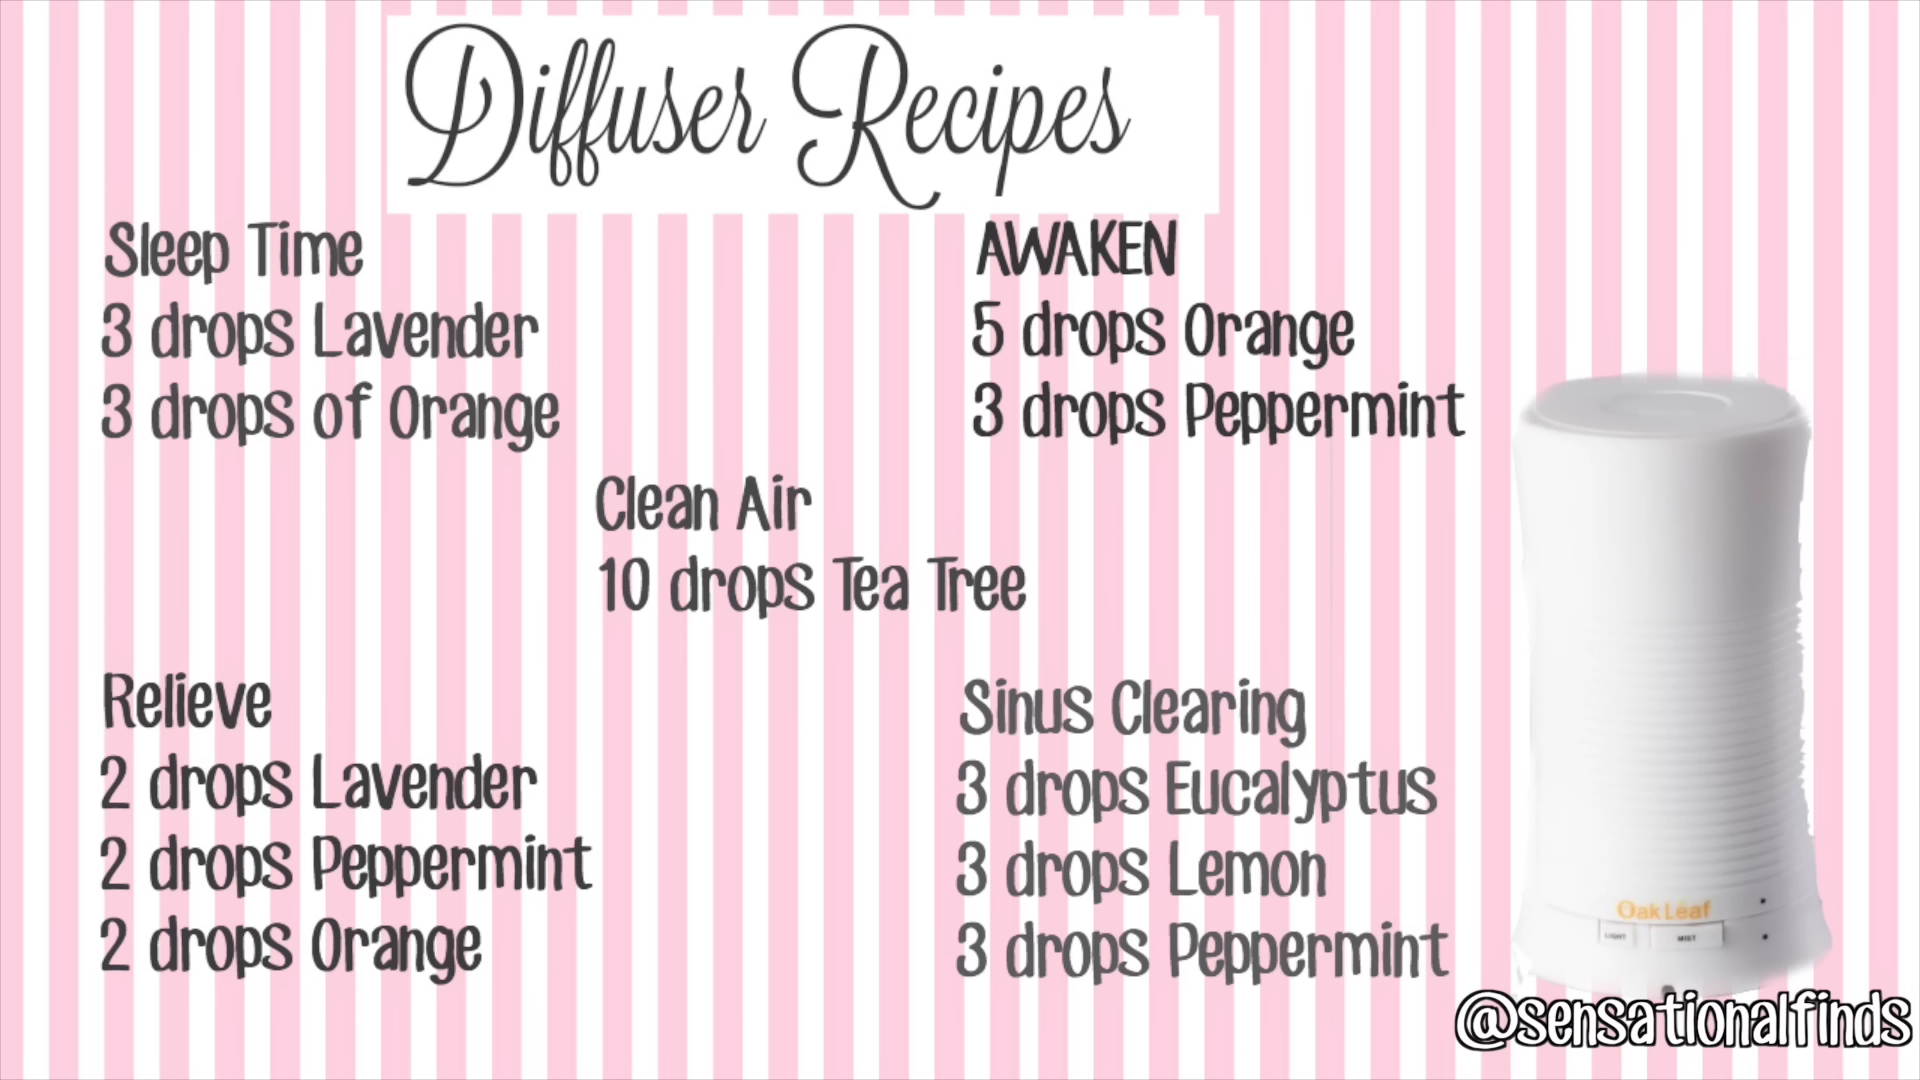 Diffuser Recipes
Sleep Time
3 drops Lavender
3 drops of Orange
AWAKEN
5 drops Orange
3 drops Peppermint
Clean Air
10 drops Tea Tree
Relieve
2 drops Lavender
2 drops Peppermint
2 drops Orange
Sinus Clearing
3 drops Eucalyptus
3 drops Lemon
3 drops Peppermint
Oak Leaf
LIGHT
MIST
@sensationalfinds